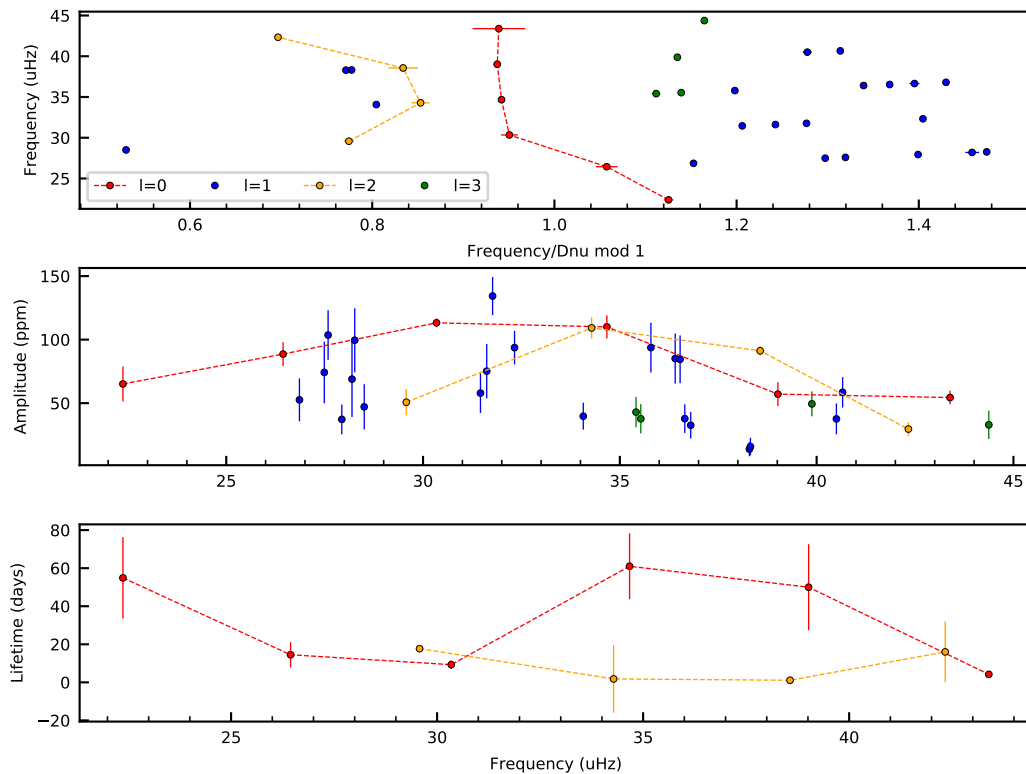 45
40
35
30
25
Frequency (uHz)
l=0 l=1 l=2 l=3
0.6 0.8 1.0 1.2 1.4
Frequency/Dnu mod 1
150
100
50
Amplitude (ppm)
25 30 35 40 45
80
60
40
20
0
−20
Lifetime (days)
25 30 35 40
Frequency (uHz)